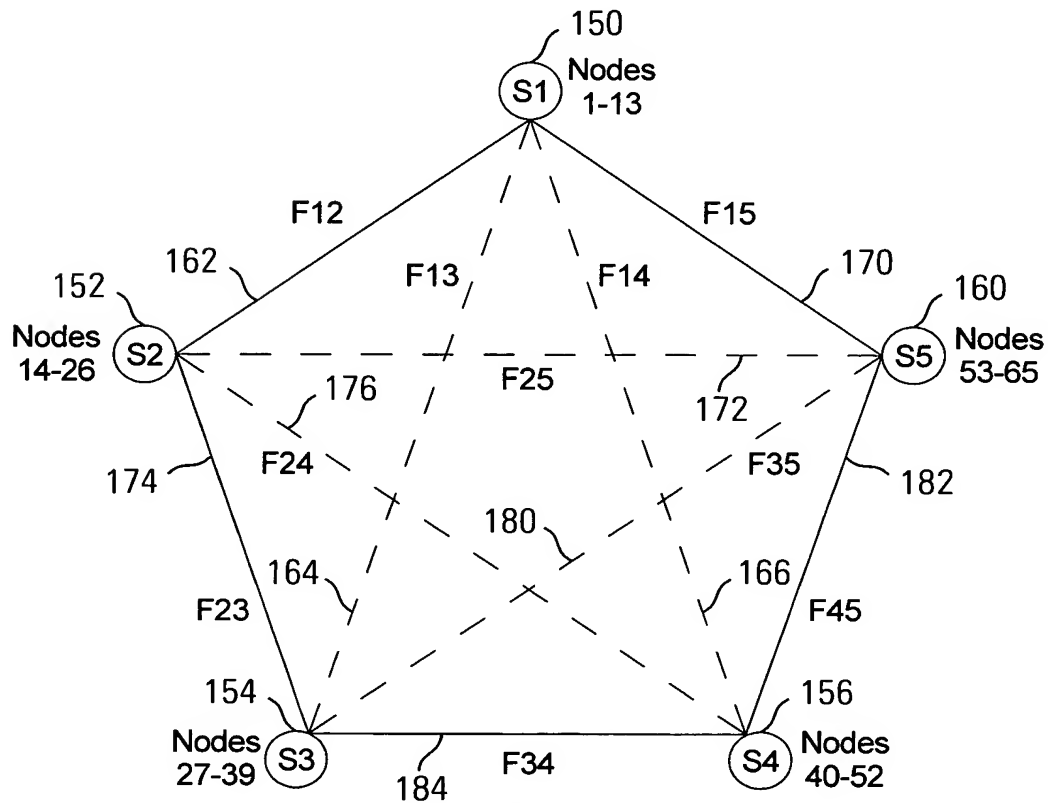 150
S1
Nodes
1-13
F12
F15
162
F13
F14
170
152
160
Nodes
14-26
S2
S5
Nodes
53-65
F25
176
172
174
F24
F35
182
180
164
166
F23
F45
154
156
Nodes
27-39
S3
F34
184
S4
Nodes
40-52